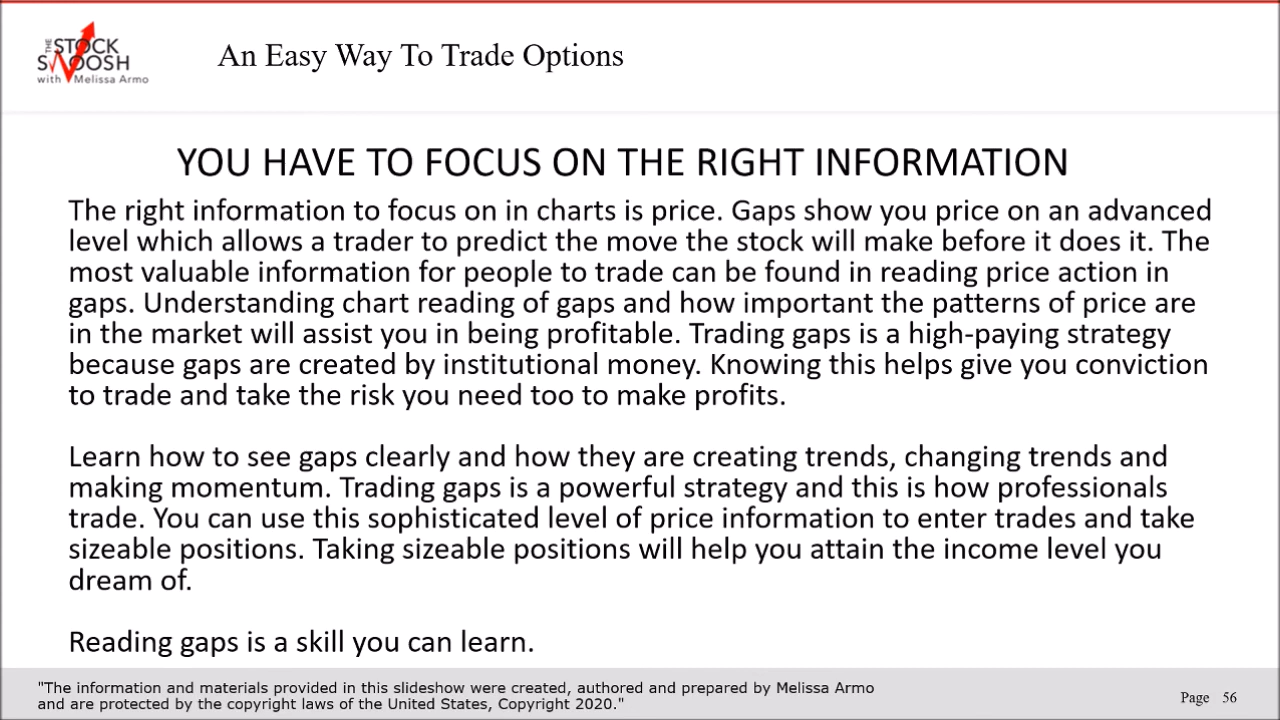 THE
STOCK
SWOOSH
with Melissa Armo
An Easy Way To Trade Options
YOU HAVE TO FOCUS ON THE RIGHT INFORMATION
The right information to focus on in charts is price. Gaps show you price on an advanced
level which allows a trader to predict the move the stock will make before it does it. The
most valuable information for people to trade can be found in reading price action in
gaps. Understanding chart reading of gaps and how important the patterns of price are
in the market will assist you in being profitable. Trading gaps is a high-paying strategy
because gaps are created by institutional money. Knowing this helps give you conviction
to trade and take the risk you need too to make profits.
Learn how to see gaps clearly and how they are creating trends, changing trends and
making momentum. Trading gaps is a powerful strategy and this is how professionals
trade. You can use this sophisticated level of price information to enter trades and take
sizeable positions. Taking sizeable positions will help you attain the income level you
dream of.
Reading gaps is a skill you can learn.
"The information and materials provided in this slideshow were created, authored and prepared by Melissa Armo
and are protected by the copyright laws of the United States, Copyright 2020."
Page 56